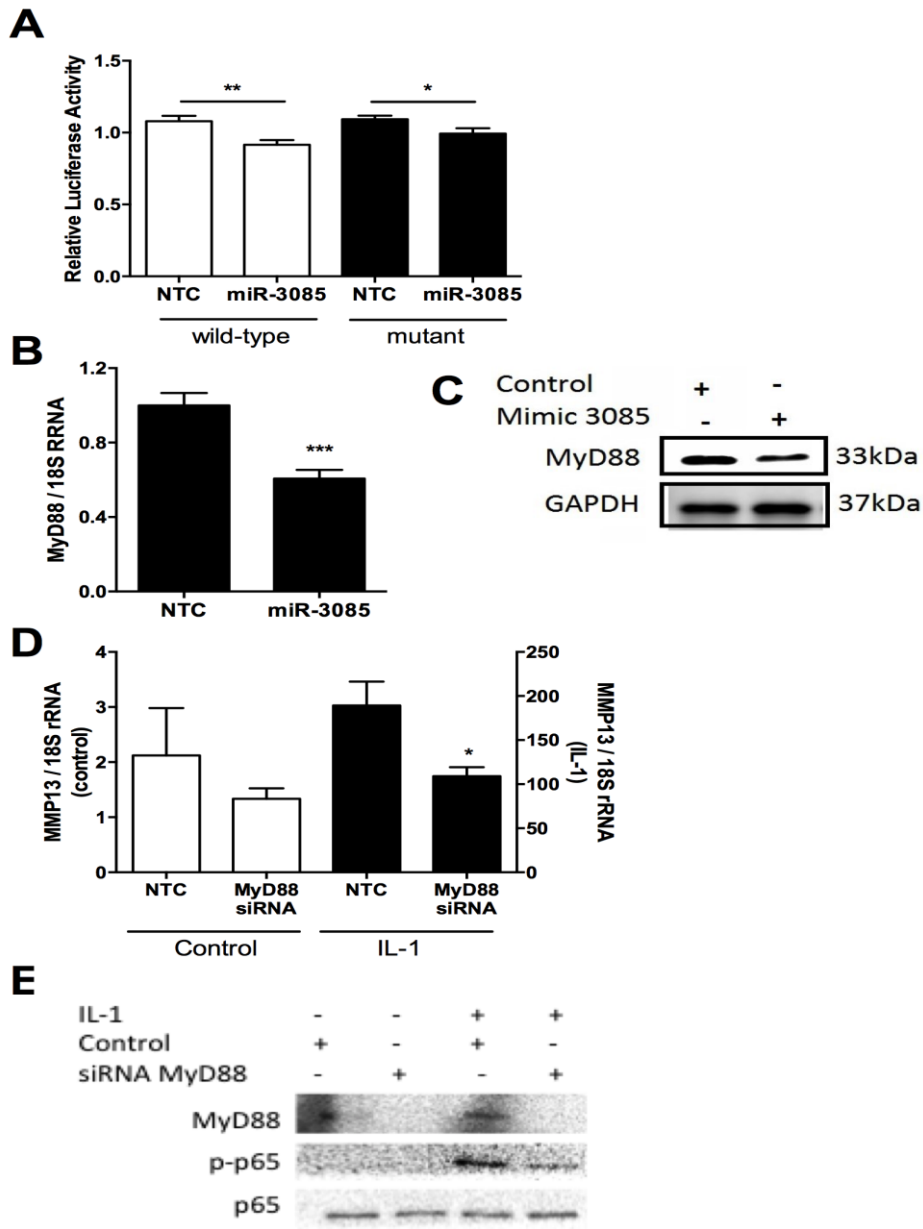 A
Relative Luciferase Activity
1.5
1.0
0.5
0.0
** *
NTC miR-3085 NTC miR-3085
wild-type mutant
B
MyD88 / 18S RRNA
1.2
0.8
0.4
0.0
***
NTC miR-3085
C
Control + -
Mimic 3085 - +
MyD88 33kDa
GAPDH 37kDa
D
MMP13 / 18S rRNA
(control)
4
3
2
1
0
*
250
200
150
100
50
0
MMP13 / 18S rRNA
(IL-1)
NTC MyD88 siRNA NTC MyD88 siRNA
Control IL-1
E
IL-1 - - + +
Control + - + -
siRNA MyD88 - + - +
MyD88
p-p65
p65